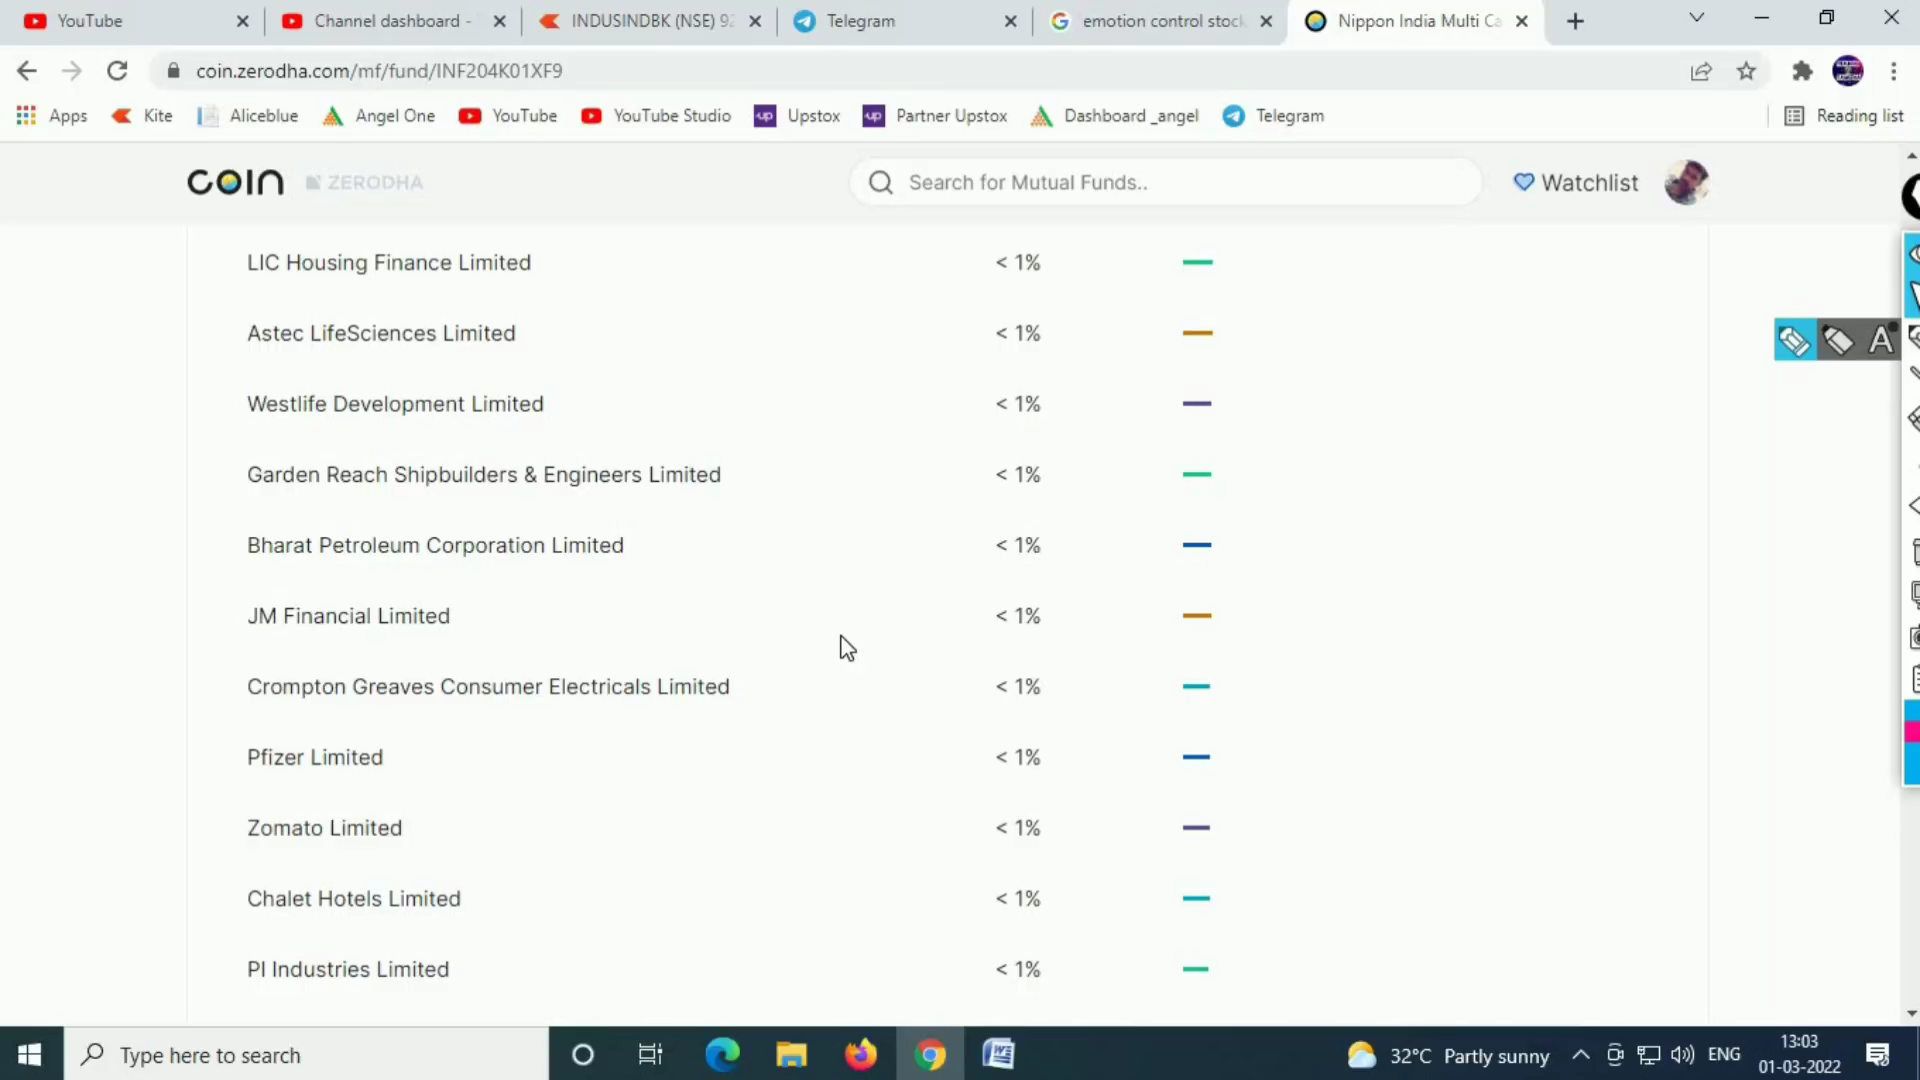 YouTube
Channel dashboard -
INDUSINDBK (NSE) 92
Telegram
emotion control stock
Nippon India Multi Ca
coin.zerodha.com/mf/fund/INF204K01XF9
Apps
Kite
Aliceblue
Angel One
YouTube
YouTube Studio
up Upstox
up Partner Upstox
Dashboard _angel
Telegram
Reading list
coin ZERODHA
Search for Mutual Funds..
Watchlist
LIC Housing Finance Limited < 1%
Astec LifeSciences Limited < 1%
A
Westlife Development Limited < 1%
Garden Reach Shipbuilders & Engineers Limited < 1%
Bharat Petroleum Corporation Limited < 1%
JM Financial Limited < 1%
Crompton Greaves Consumer Electricals Limited < 1%
Pfizer Limited < 1%
Zomato Limited < 1%
Chalet Hotels Limited < 1%
PI Industries Limited < 1%
Type here to search
32°C Partly sunny
ENG
13:03
01-03-2022